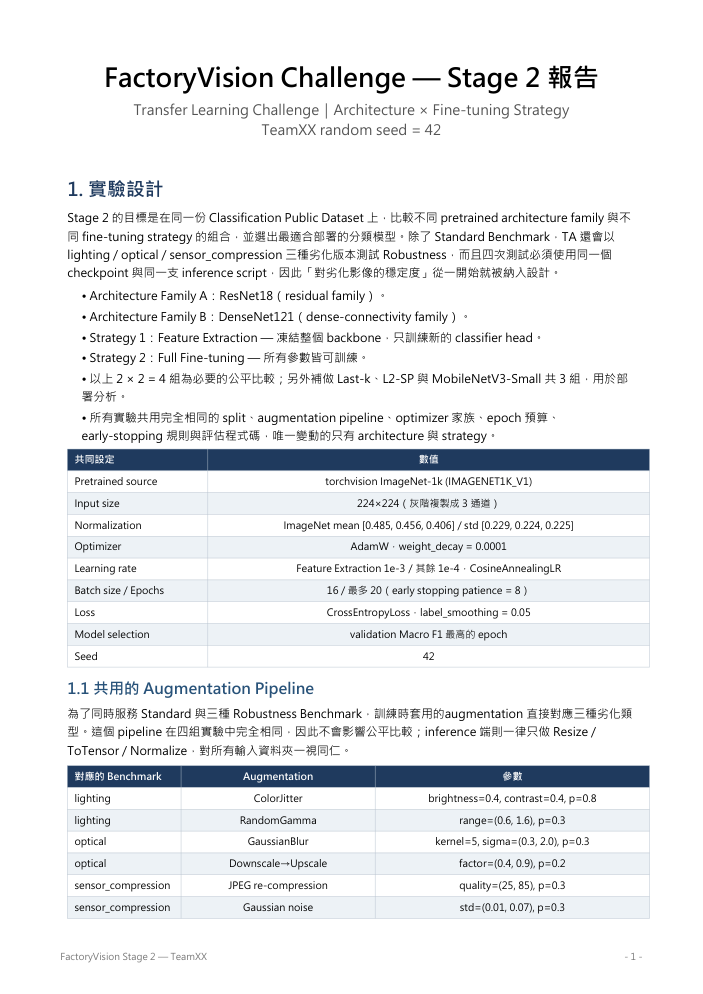 FactoryVision Challenge — Stage 2 報告
Transfer Learning Challenge | Architecture × Fine-tuning Strategy
TeamXX random seed = 42
1. 實驗設計
Stage 2 的目標是在同一份 Classification Public Dataset 上，比較不同 pretrained architecture family 與不
同 fine-tuning strategy 的組合，並選出最適合部署的分類模型。除了 Standard Benchmark，TA 還會以
lighting / optical / sensor_compression 三種劣化版本測試 Robustness，而且四次測試必須使用同一個
checkpoint 與同一支 inference script，因此「對劣化影像的穩定度」從一開始就被納入設計。
• Architecture Family A：ResNet18（residual family）。
• Architecture Family B：DenseNet121（dense-connectivity family）。
• Strategy 1：Feature Extraction — 凍結整個 backbone，只訓練新的 classifier head。
• Strategy 2：Full Fine-tuning — 所有參數皆可訓練。
• 以上 2 × 2 = 4 組為必要的公平比較；另外補做 Last-k、L2-SP 與 MobileNetV3-Small 共 3 組，用於部
署分析。
• 所有實驗共用完全相同的 split、augmentation pipeline、optimizer 家族、epoch 預算、
early-stopping 規則與評估程式碼，唯一變動的只有 architecture 與 strategy。
共同設定 數值
Pretrained source torchvision ImageNet-1k (IMAGENET1K_V1)
Input size 224×224（灰階複製成 3 通道）
Normalization ImageNet mean [0.485, 0.456, 0.406] / std [0.229, 0.224, 0.225]
Optimizer AdamW，weight_decay = 0.0001
Learning rate Feature Extraction 1e-3 / 其餘 1e-4，CosineAnnealingLR
Batch size / Epochs 16 / 最多 20（early stopping patience = 8）
Loss CrossEntropyLoss，label_smoothing = 0.05
Model selection validation Macro F1 最高的 epoch
Seed 42
1.1 共用的 Augmentation Pipeline
為了同時服務 Standard 與三種 Robustness Benchmark，訓練時套用的augmentation 直接對應三種劣化類
型。這個 pipeline 在四組實驗中完全相同，因此不會影響公平比較；inference 端則一律只做 Resize /
ToTensor / Normalize，對所有輸入資料夾一視同仁。
對應的 Benchmark Augmentation 參數
lighting ColorJitter brightness=0.4, contrast=0.4, p=0.8
lighting RandomGamma range=(0.6, 1.6), p=0.3
optical GaussianBlur kernel=5, sigma=(0.3, 2.0), p=0.3
optical Downscale→Upscale factor=(0.4, 0.9), p=0.2
sensor_compression JPEG re-compression quality=(25, 85), p=0.3
sensor_compression Gaussian noise std=(0.01, 0.07), p=0.3
FactoryVision Stage 2 — TeamXX - 1 -